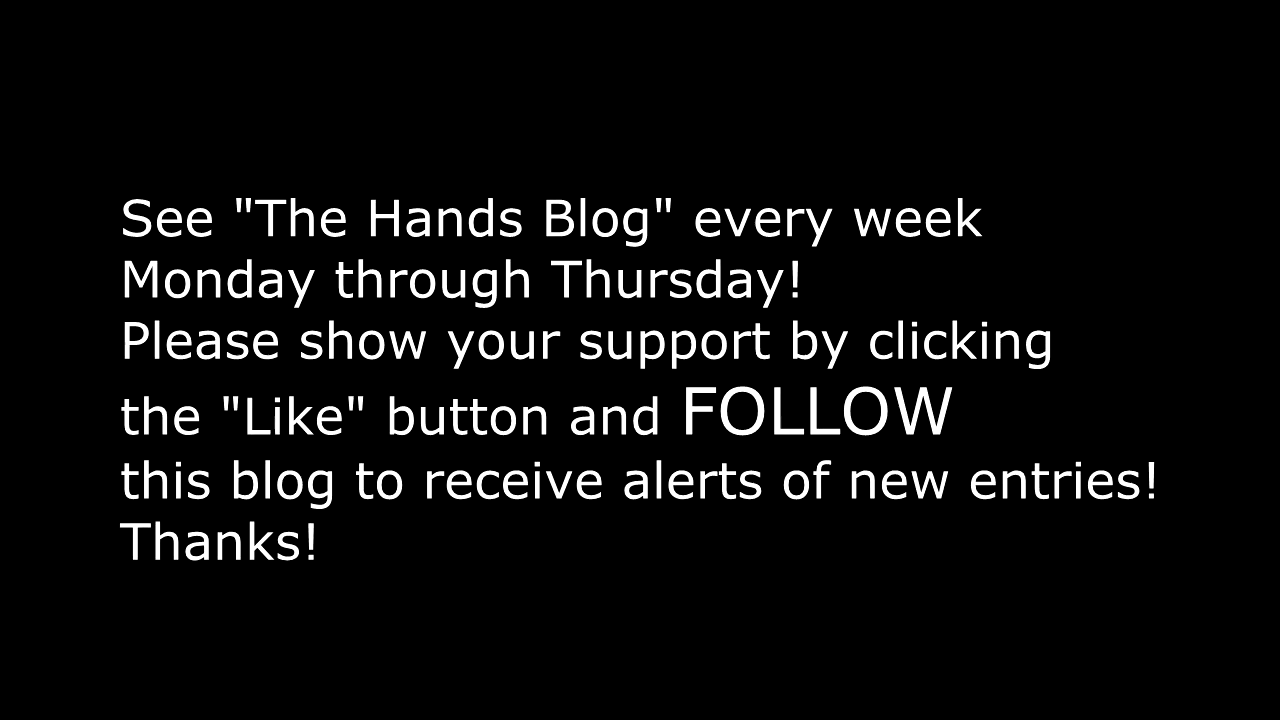 See "The Hands Blog" every week
Monday through Thursday!
Please show your support by clicking
the "Like" button and FOLLOW
this blog to receive alerts of new entries!
Thanks!